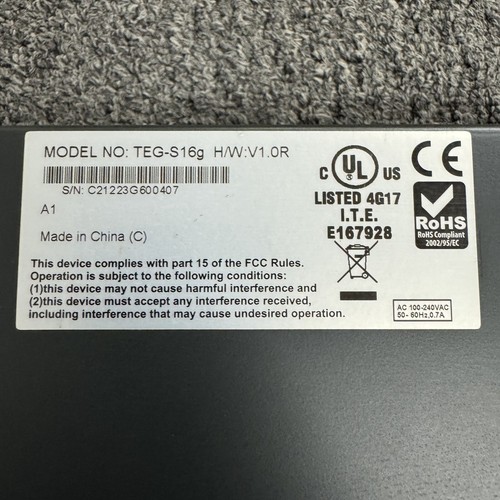 MODEL NO: TEG-S16g H/W:V1.0R
S/N: C21223G600407
A1
Made in China (C)
This device complies with part 15 of the FCC Rules.
Operation is subject to the following conditions:
(1)this device may not cause harmful interference and
(2)this device must accept any interference received,
including interference that may cause undesired operation.
C UL US
LISTED 4G17
I.T.E.
E167928
CE
RoHS
RoHS Compliant
2002/95/EC
AC 100-240VAC
50- 60Hz,0.7A